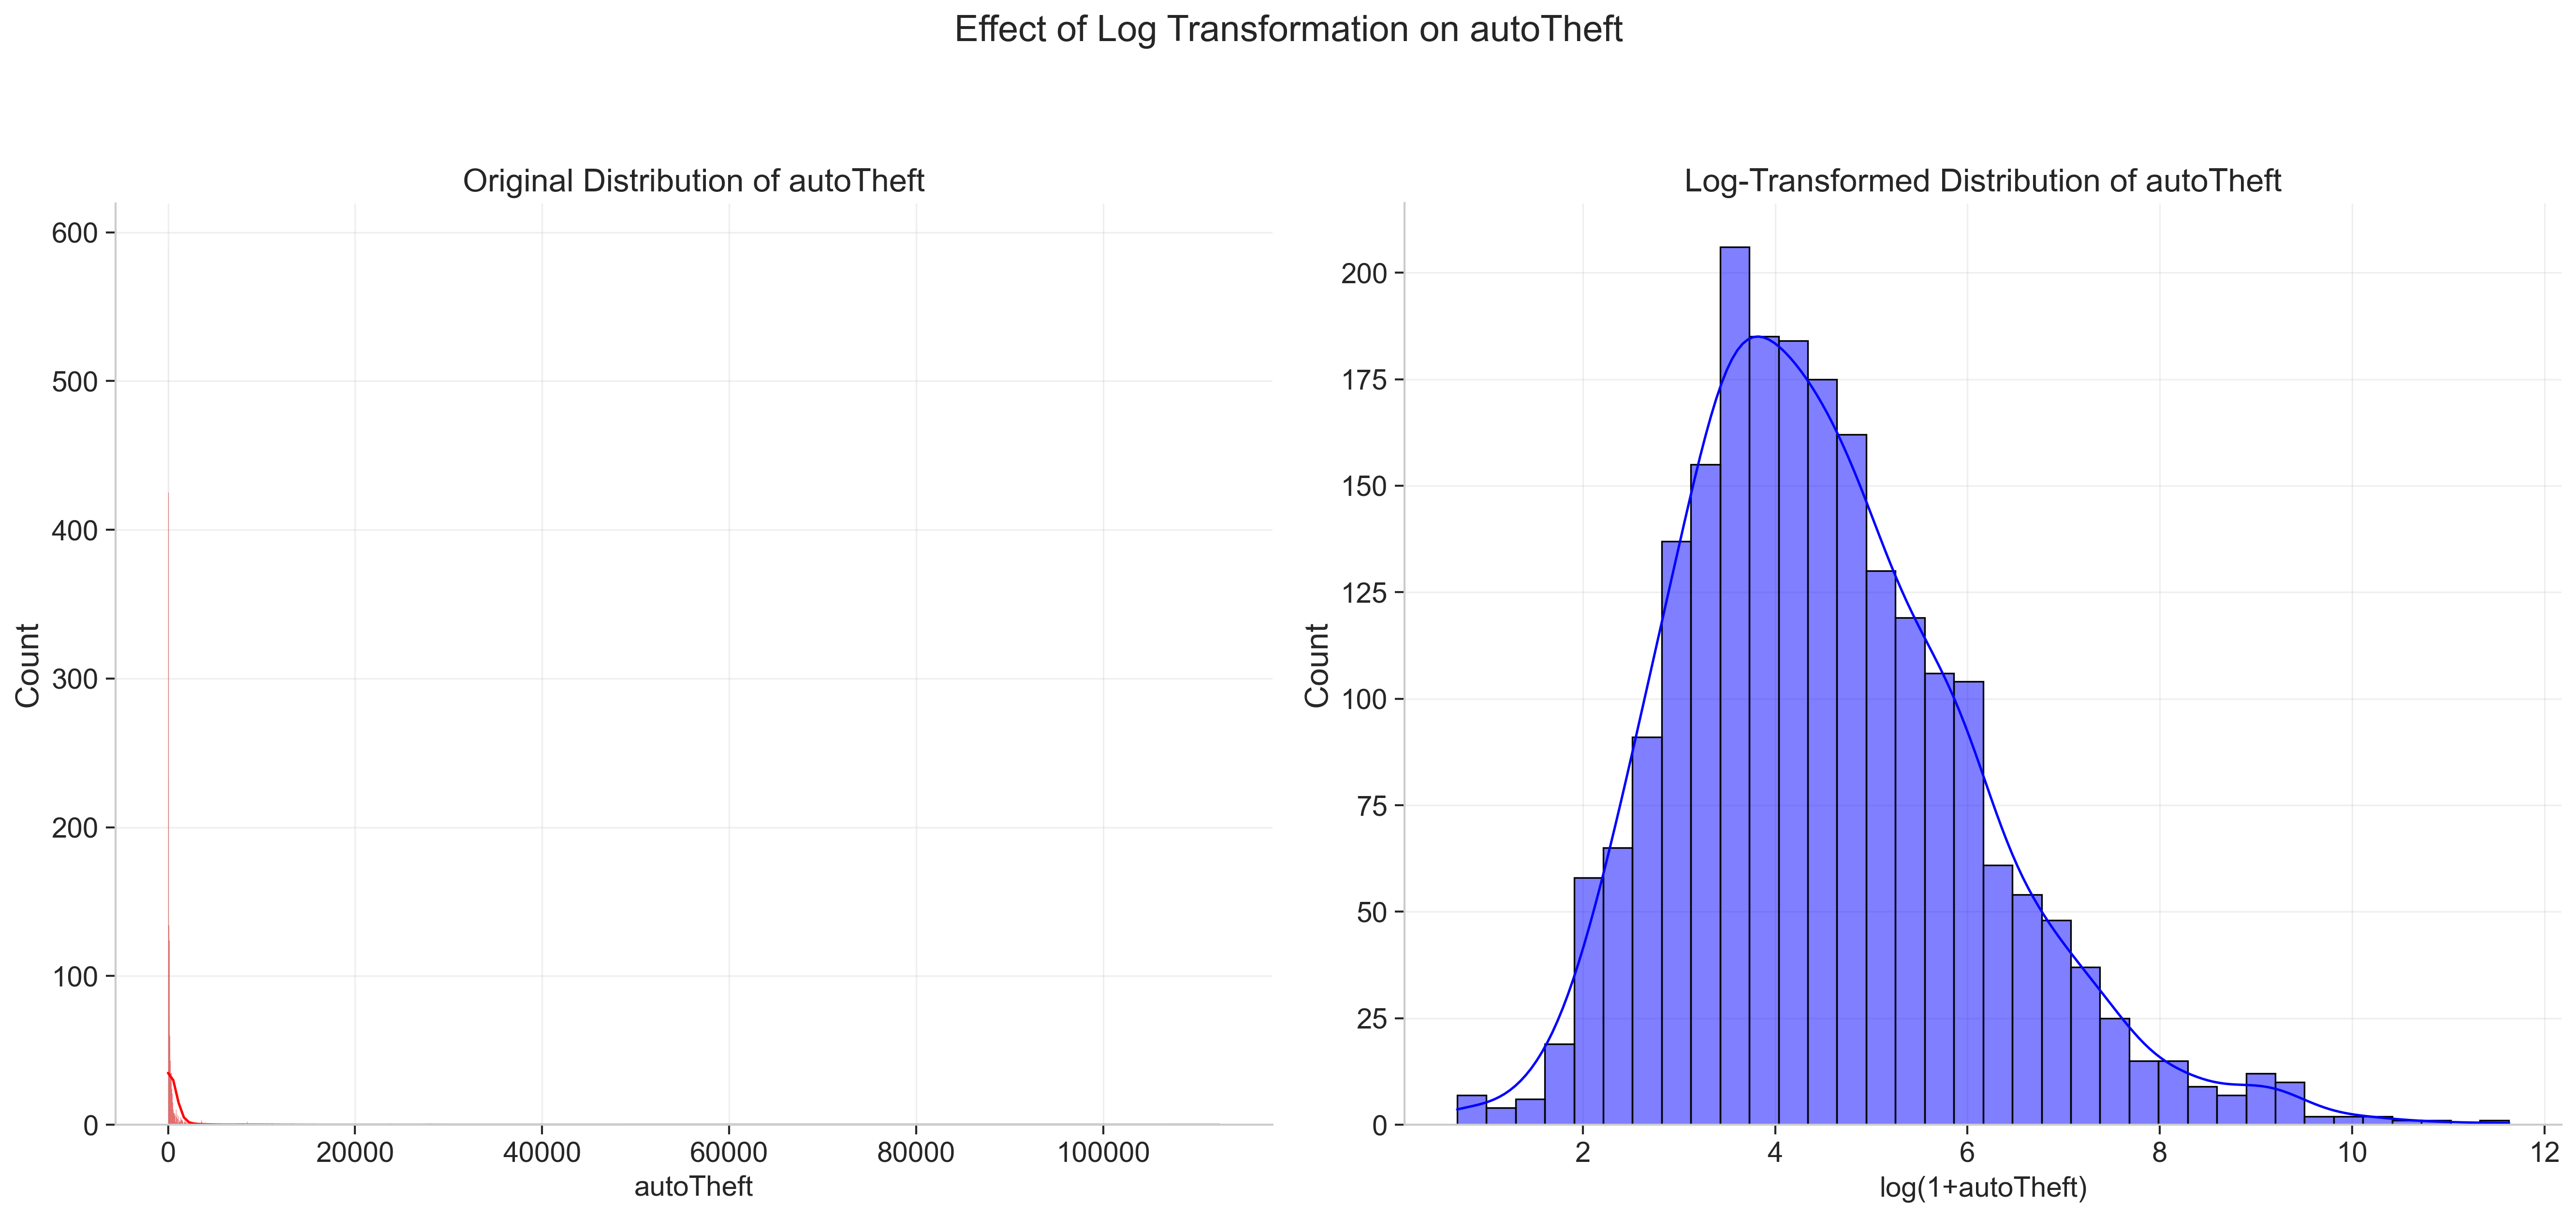 Effect of Log Transformation on autoTheft
Original Distribution of autoTheft
600
500
400
300
200
100
0
Count
0 20000 40000 60000 80000 100000
autoTheft
Log-Transformed Distribution of autoTheft
200
175
150
125
100
75
50
25
0
Count
2 4 6 8 10 12
log(1+autoTheft)